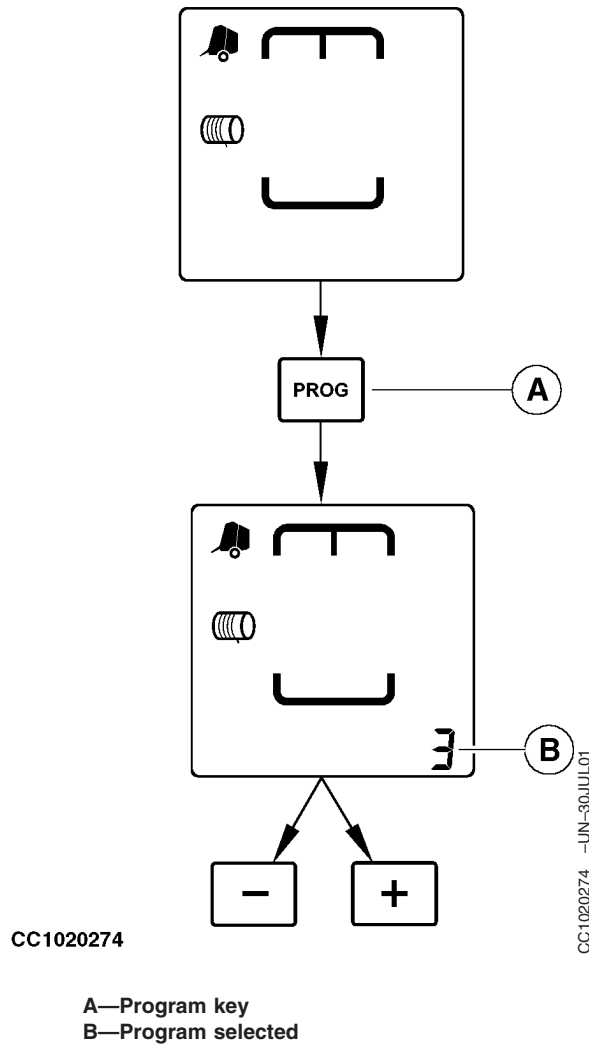 PROG
A
3
B
−
+
CC1020274
CC1020274 –UN–30JUL01
A—Program key
B—Program selected